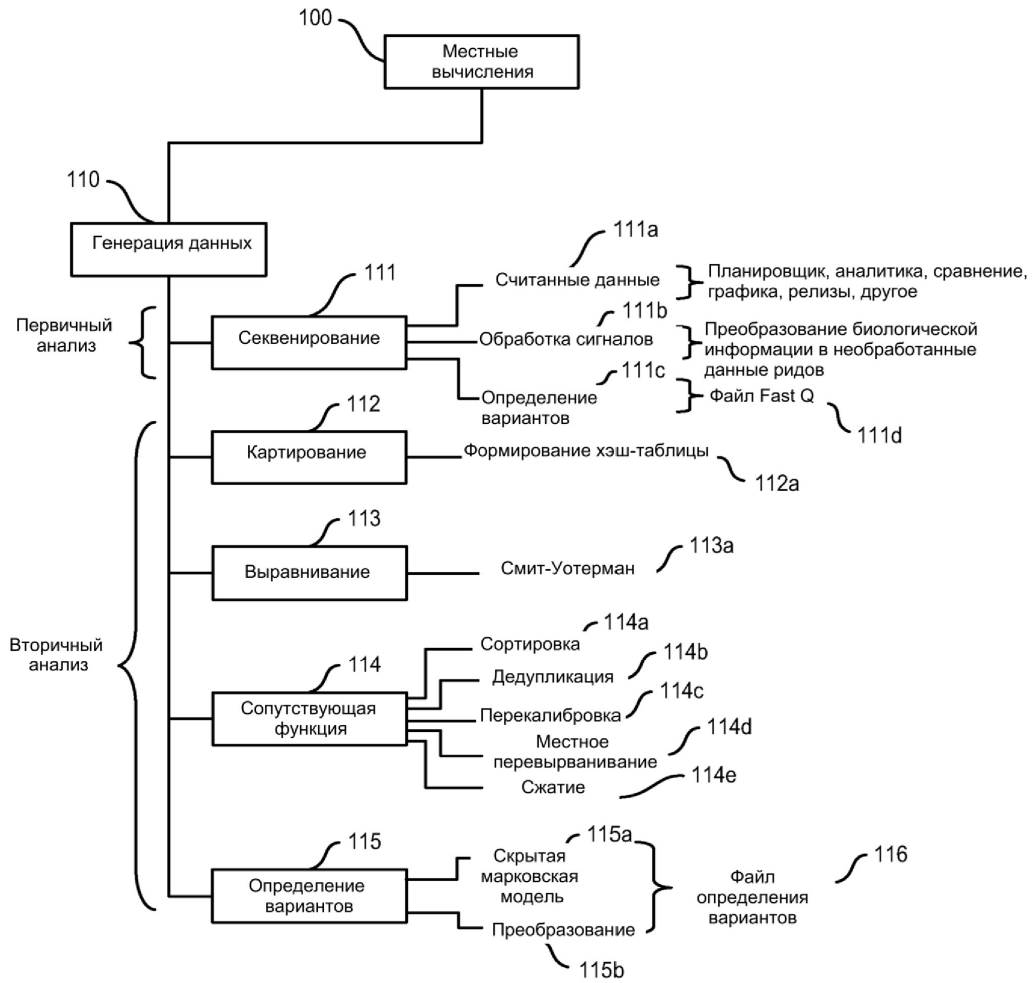 100
Местные
вычисления
110
Генерация данных
111a
Считанные данные
Планировщик, аналитика, сравнение,
графика, релизы, другое
111
Первичный
анализ
Секвенирование
111b
Обработка сигналов
Преобразование биологической
информации в необработанные
данные ридов
111c
Определение
вариантов
Файл Fast Q
111d
112
Картирование
Формирование хэш-таблицы
112a
113
Выравнивание
Смит-Уотерман
113a
Вторичный
анализ
114
Сопутствующая
функция
114a
Сортировка
114b
Дедупликация
114c
Перекалибровка
114d
Местное
перевырванивание
114e
Сжатие
115
Определение
вариантов
115a
Скрытая
марковская
модель
Преобразование
115b
116
Файл
определения
вариантов